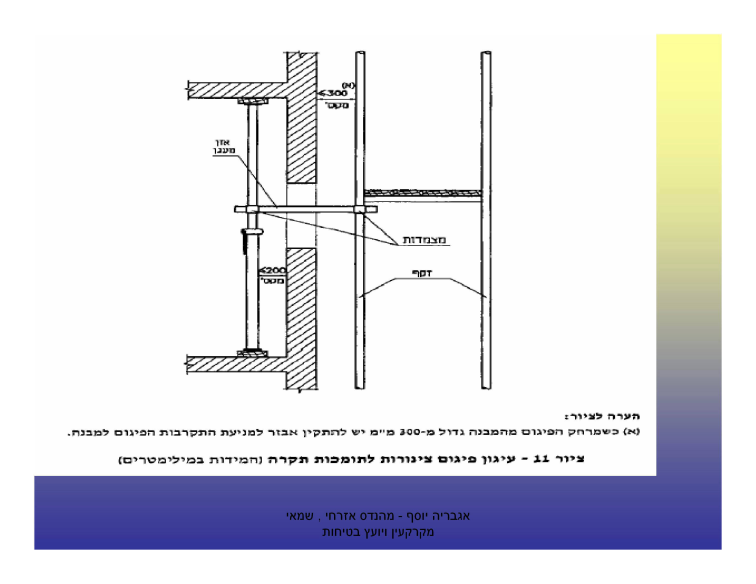 (א)
≤300
מקס'
אזן
מעגן
מצמדות
≤200
מקס'
זקף
הערה לציור:
(א) כשמרחק הפיגום מהמבנה גדול מ-300 מ"מ יש להתקין אבזר למניעת התקרבות הפיגום למבנה.
ציור 11 - עיגון פיגום צינורות לתומכות תקרה (המידות במילימטרים)
אגבריה יוסף - מהנדס אזרחי , שמאי
מקרקעין ויועץ בטיחות